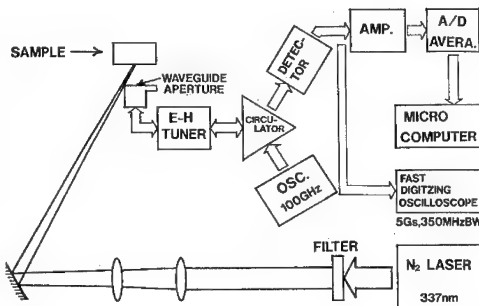 SAMPLE
WAVEGUIDE
APERTURE
E-H
TUNER
CIRCU-
LATOR
DETEC-
TOR
AMP.
A/D
AVERA.
MICRO
COMPUTER
OSC.
100GHz
FAST
DIGITZING
OSCILLOSCOPE
5Gs,350MHzBW
FILTER
N₂ LASER
337nm